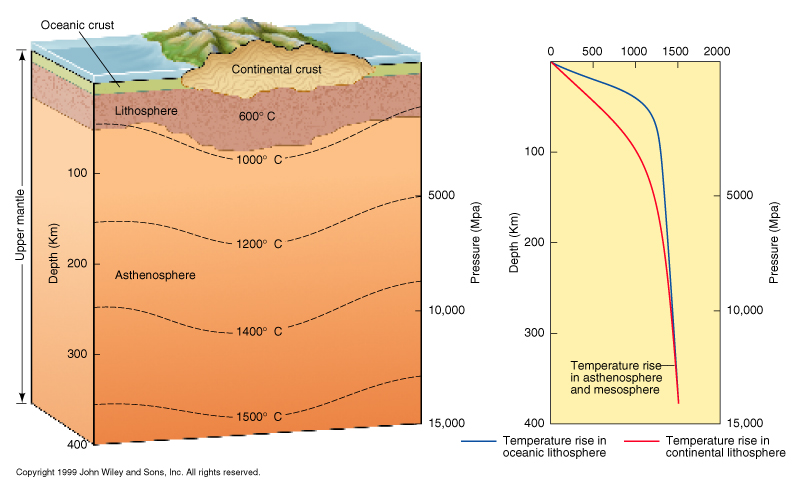 Oceanic crust
Continental crust
Lithosphere
600° C
1000° C
1200° C
Asthenosphere
1400° C
1500° C
Upper mantle
Depth (Km)
100
200
300
400
5000
10,000
15,000
Pressure (Mpa)
0 500 1000 1500 2000
Depth (Km)
100
200
300
400
5000
10,000
15,000
Pressure (Mpa)
Temperature rise
in asthenosphere
and mesosphere
Temperature rise in
oceanic lithosphere
Temperature rise in
continental lithosphere
Copyright 1999 John Wiley and Sons, Inc. All rights reserved.